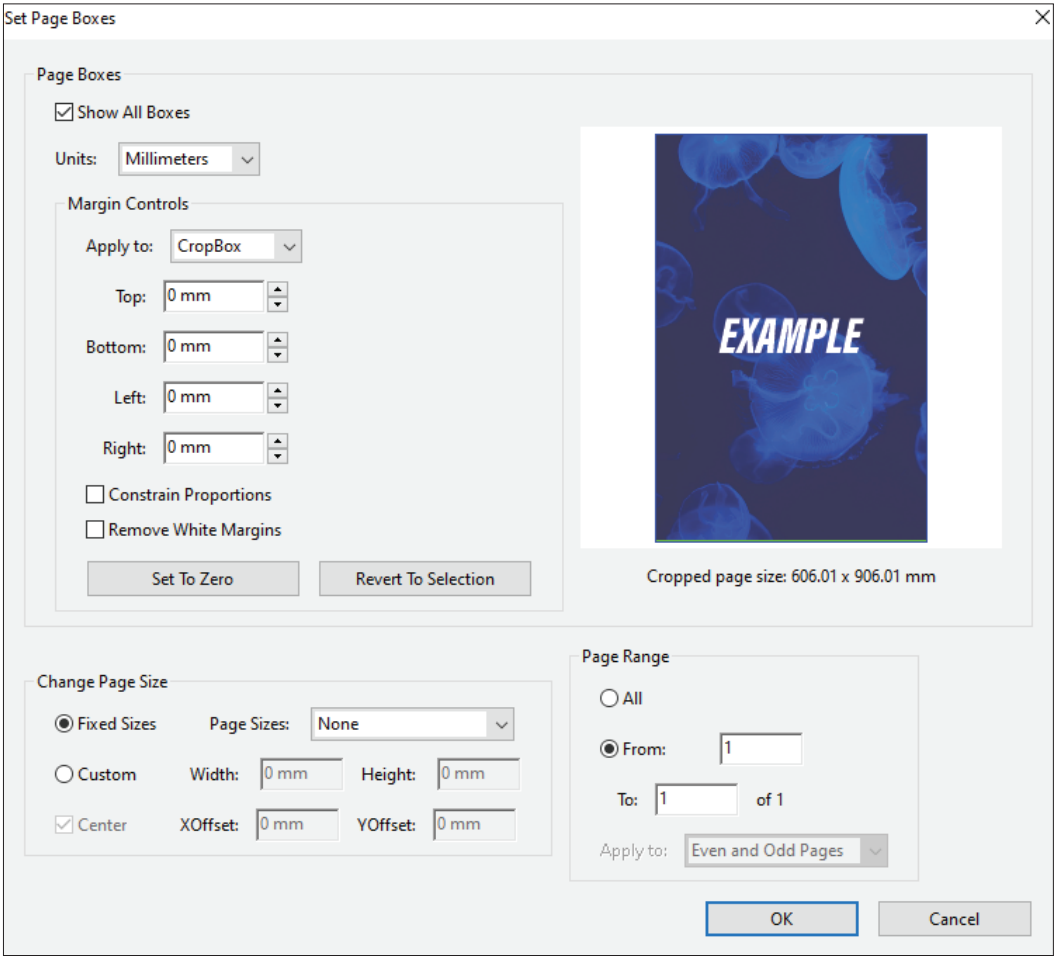 Set Page Boxes
Page Boxes
Show All Boxes
Units: Millimeters
Margin Controls
Apply to: CropBox
Top: 0 mm
Bottom: 0 mm
Left: 0 mm
Right: 0 mm
Constrain Proportions
Remove White Margins
Set To Zero Revert To Selection
EXAMPLE
Cropped page size: 606.01 x 906.01 mm
Change Page Size
Fixed Sizes Page Sizes: None
Custom Width: 0 mm Height: 0 mm
Center XOffset: 0 mm YOffset: 0 mm
Page Range
All
From: 1
To: 1 of 1
Apply to: Even and Odd Pages
OK Cancel